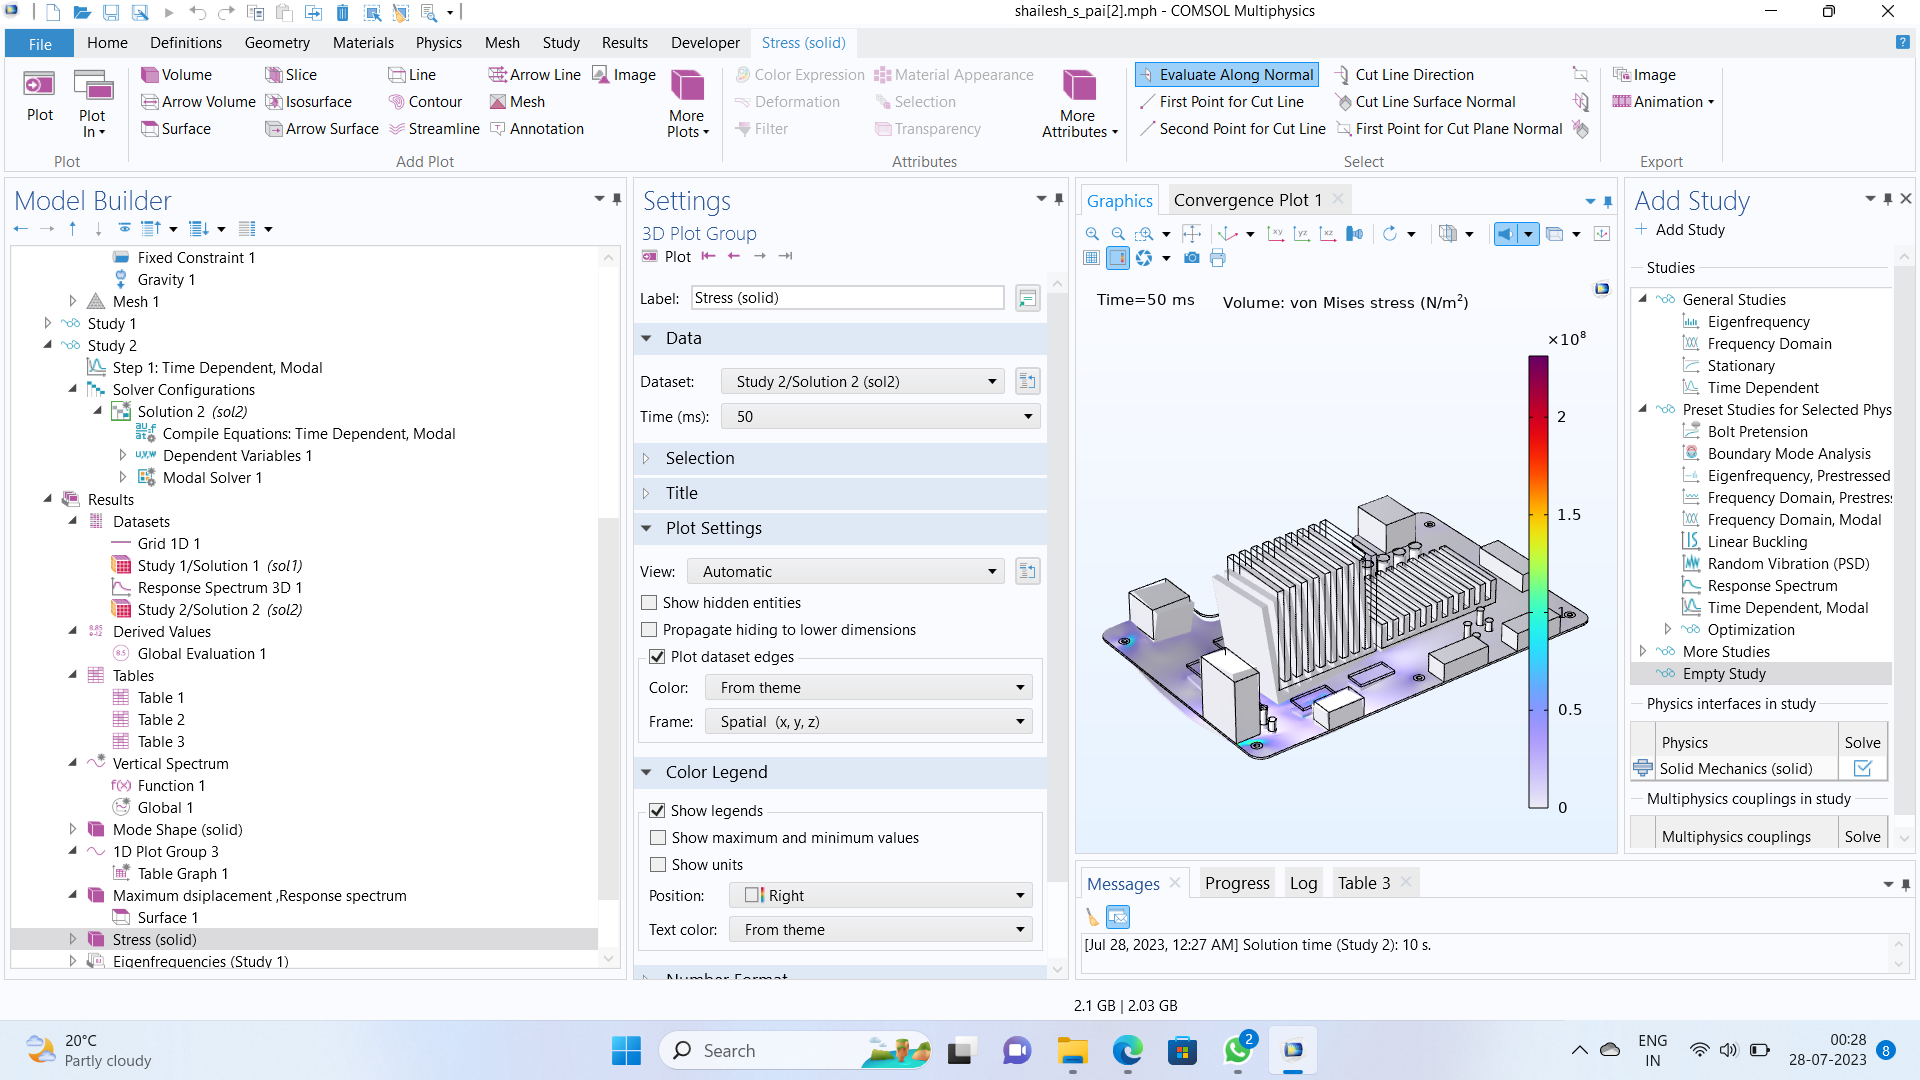 shailesh_s_pai[2].mph - COMSOL Multiphysics
File
Home
Definitions
Geometry
Materials
Physics
Mesh
Study
Results
Developer
Stress (solid)
Plot
Plot In
Plot
Volume
Arrow Volume
Surface
Slice
Isosurface
Arrow Surface
Line
Contour
Streamline
Arrow Line
Mesh
Annotation
Image
More Plots
Add Plot
Color Expression
Deformation
Filter
Material Appearance
Selection
Transparency
More Attributes
Attributes
Evaluate Along Normal
First Point for Cut Line
Second Point for Cut Line
Cut Line Direction
Cut Line Surface Normal
First Point for Cut Plane Normal
Select
Image
Animation
Export
Model Builder
Fixed Constraint 1
Gravity 1
Mesh 1
Study 1
Study 2
Step 1: Time Dependent, Modal
Solver Configurations
Solution 2 (sol2)
Compile Equations: Time Dependent, Modal
Dependent Variables 1
Modal Solver 1
Results
Datasets
Grid 1D 1
Study 1/Solution 1 (sol1)
Response Spectrum 3D 1
Study 2/Solution 2 (sol2)
Derived Values
Global Evaluation 1
Tables
Table 1
Table 2
Table 3
Vertical Spectrum
Function 1
Global 1
Mode Shape (solid)
1D Plot Group 3
Table Graph 1
Maximum dsiplacement ,Response spectrum
Surface 1
Stress (solid)
Eigenfrequencies (Study 1)
Settings
3D Plot Group
Plot
Label: Stress (solid)
Data
Dataset: Study 2/Solution 2 (sol2)
Time (ms): 50
Selection
Title
Plot Settings
View: Automatic
Show hidden entities
Propagate hiding to lower dimensions
Plot dataset edges
Color: From theme
Frame: Spatial (x, y, z)
Color Legend
Show legends
Show maximum and minimum values
Show units
Position: Right
Text color: From theme
Number Format
Graphics
Convergence Plot 1
Time=50 ms
Volume: von Mises stress (N/m²)
×10⁸
2
1.5
1
0.5
0
Messages
Progress
Log
Table 3
[Jul 28, 2023, 12:27 AM] Solution time (Study 2): 10 s.
2.1 GB | 2.03 GB
Add Study
Add Study
Studies
General Studies
Eigenfrequency
Frequency Domain
Stationary
Time Dependent
Preset Studies for Selected Phys
Bolt Pretension
Boundary Mode Analysis
Eigenfrequency, Prestressed
Frequency Domain, Prestres
Frequency Domain, Modal
Linear Buckling
Random Vibration (PSD)
Response Spectrum
Time Dependent, Modal
Optimization
More Studies
Empty Study
Physics interfaces in study
Physics
Solve
Solid Mechanics (solid)
Multiphysics couplings in study
Multiphysics couplings
Solve
20°C
Partly cloudy
Search
2
ENG
IN
00:28
28-07-2023
8